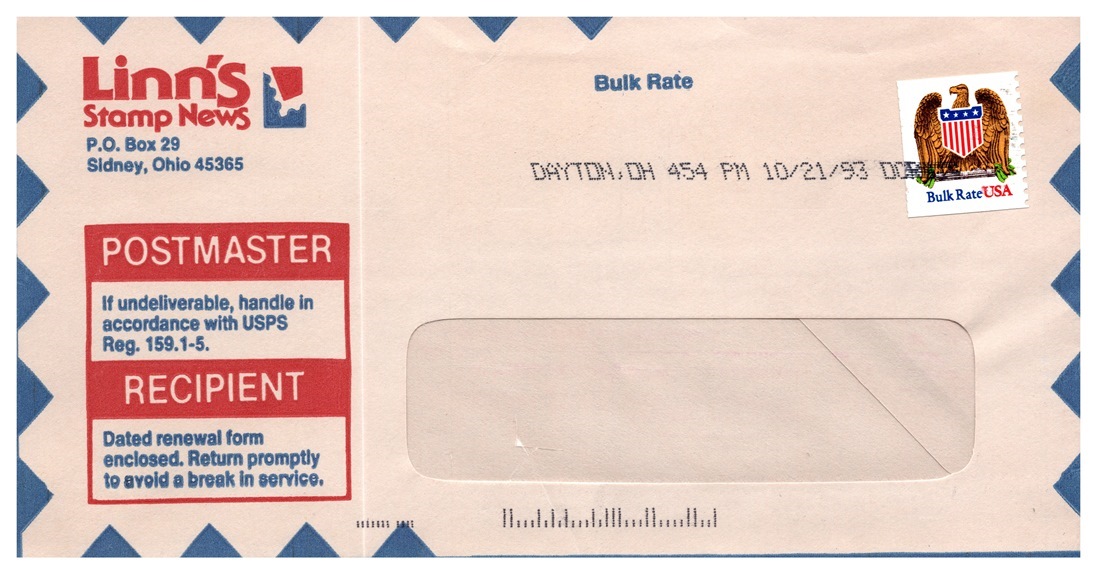 Linn's
Stamp News
P.O. Box 29
Sidney, Ohio 45365
Bulk Rate
DAYTON,OH 454 PM 10/21/93
Bulk Rate USA
POSTMASTER
If undeliverable, handle in
accordance with USPS
Reg. 159.1-5.
RECIPIENT
Dated renewal form
enclosed. Return promptly
to avoid a break in service.